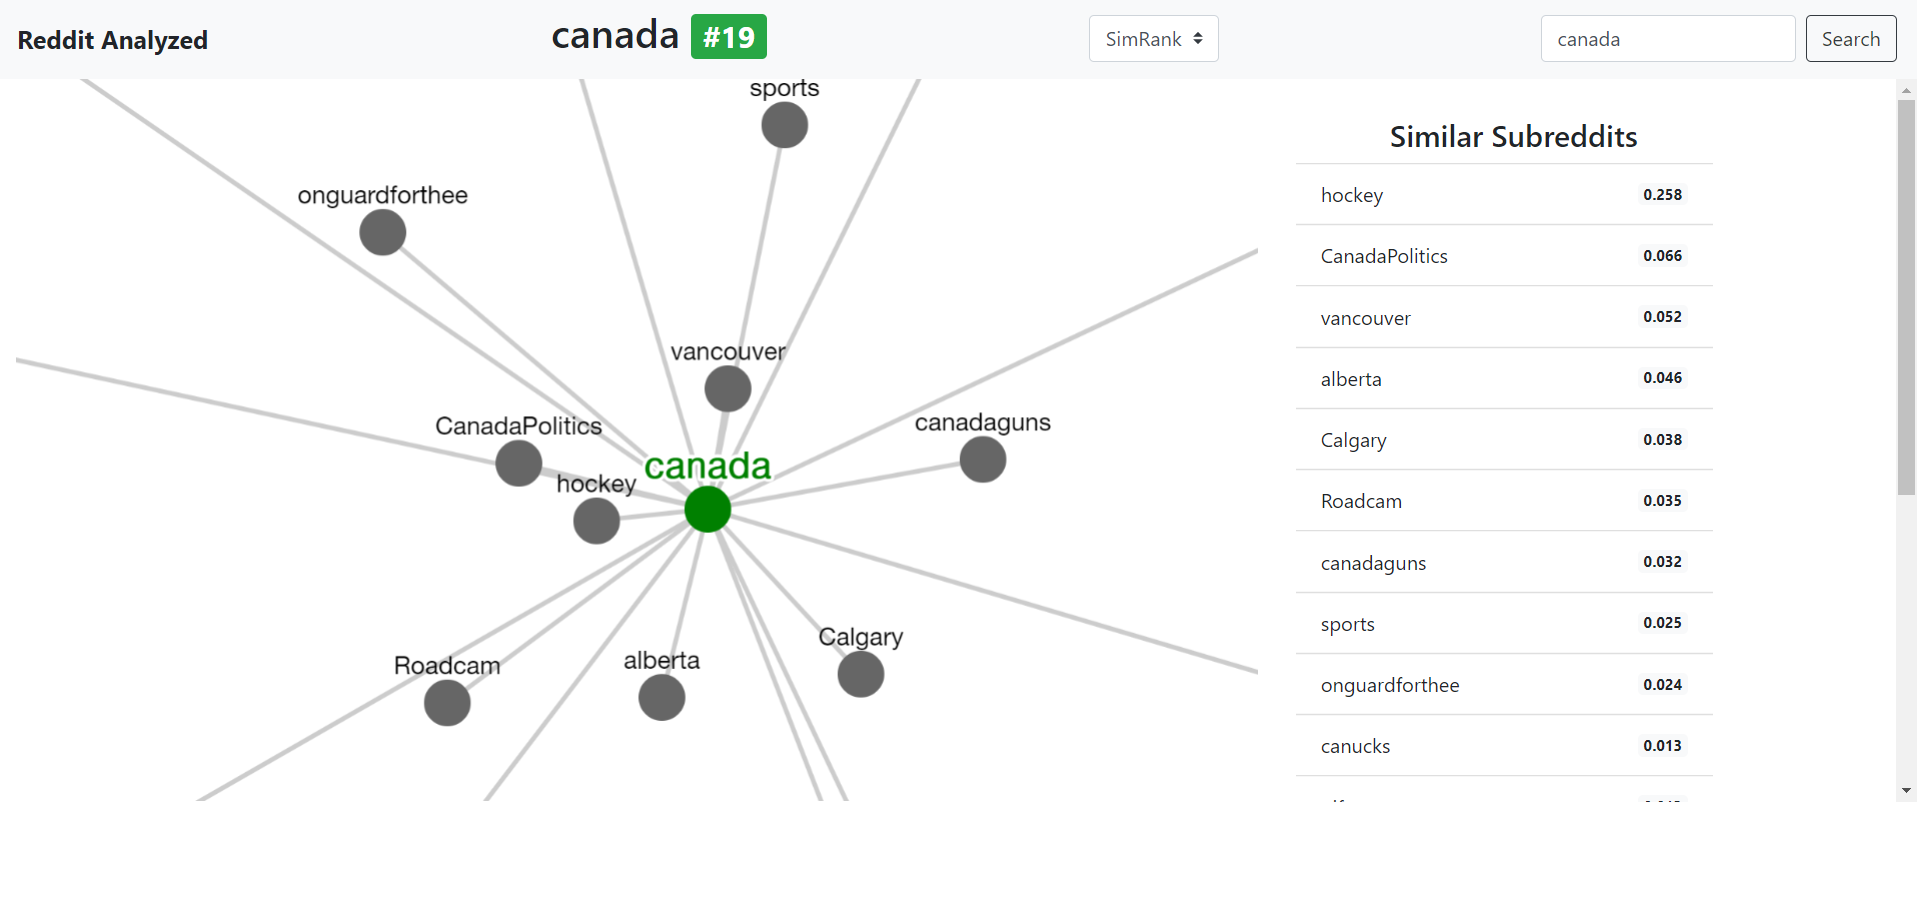 Reddit Analyzed
canada #19
SimRank
canada
Search
sports
onguardforthee
vancouver
CanadaPolitics
canadaguns
canada
hockey
Calgary
alberta
Roadcam
Similar Subreddits
hockey 0.258
CanadaPolitics 0.066
vancouver 0.052
alberta 0.046
Calgary 0.038
Roadcam 0.035
canadaguns 0.032
sports 0.025
onguardforthee 0.024
canucks 0.013